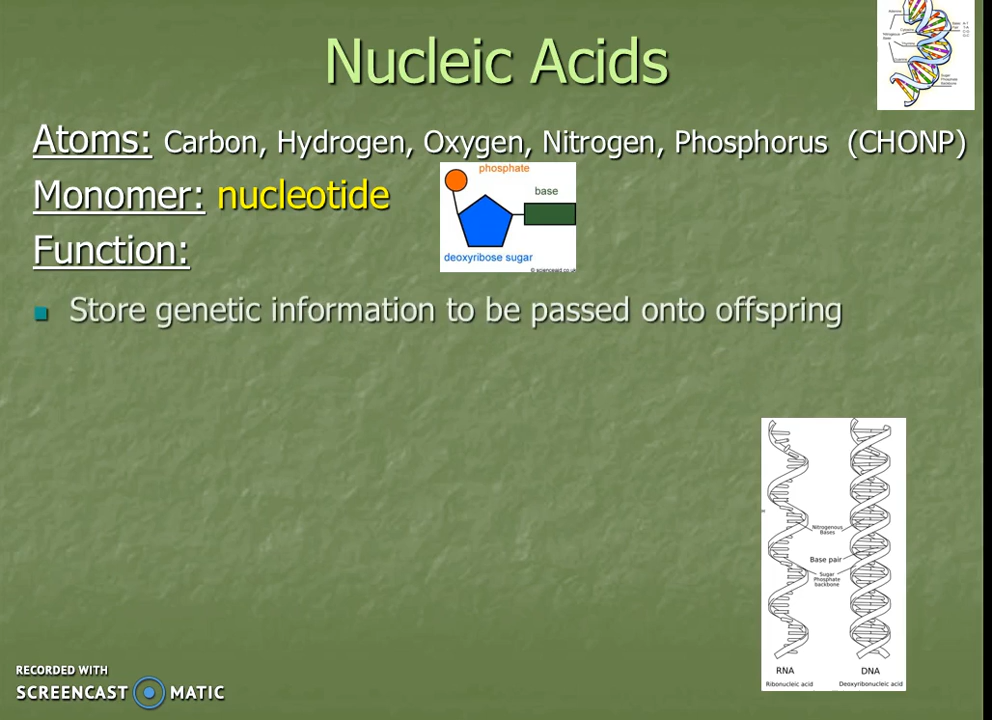 Nucleic Acids
Atoms: Carbon, Hydrogen, Oxygen, Nitrogen, Phosphorus (CHONP)
Monomer: nucleotide
phosphate
base
deoxyribose sugar
Function:
Store genetic information to be passed onto offspring
Nitrogenous
Bases
Base pair
Sugar
Phosphate
backbone
RNA
Ribonucleic acid
DNA
Deoxyribonucleic acid
RECORDED WITH
SCREENCAST MATIC